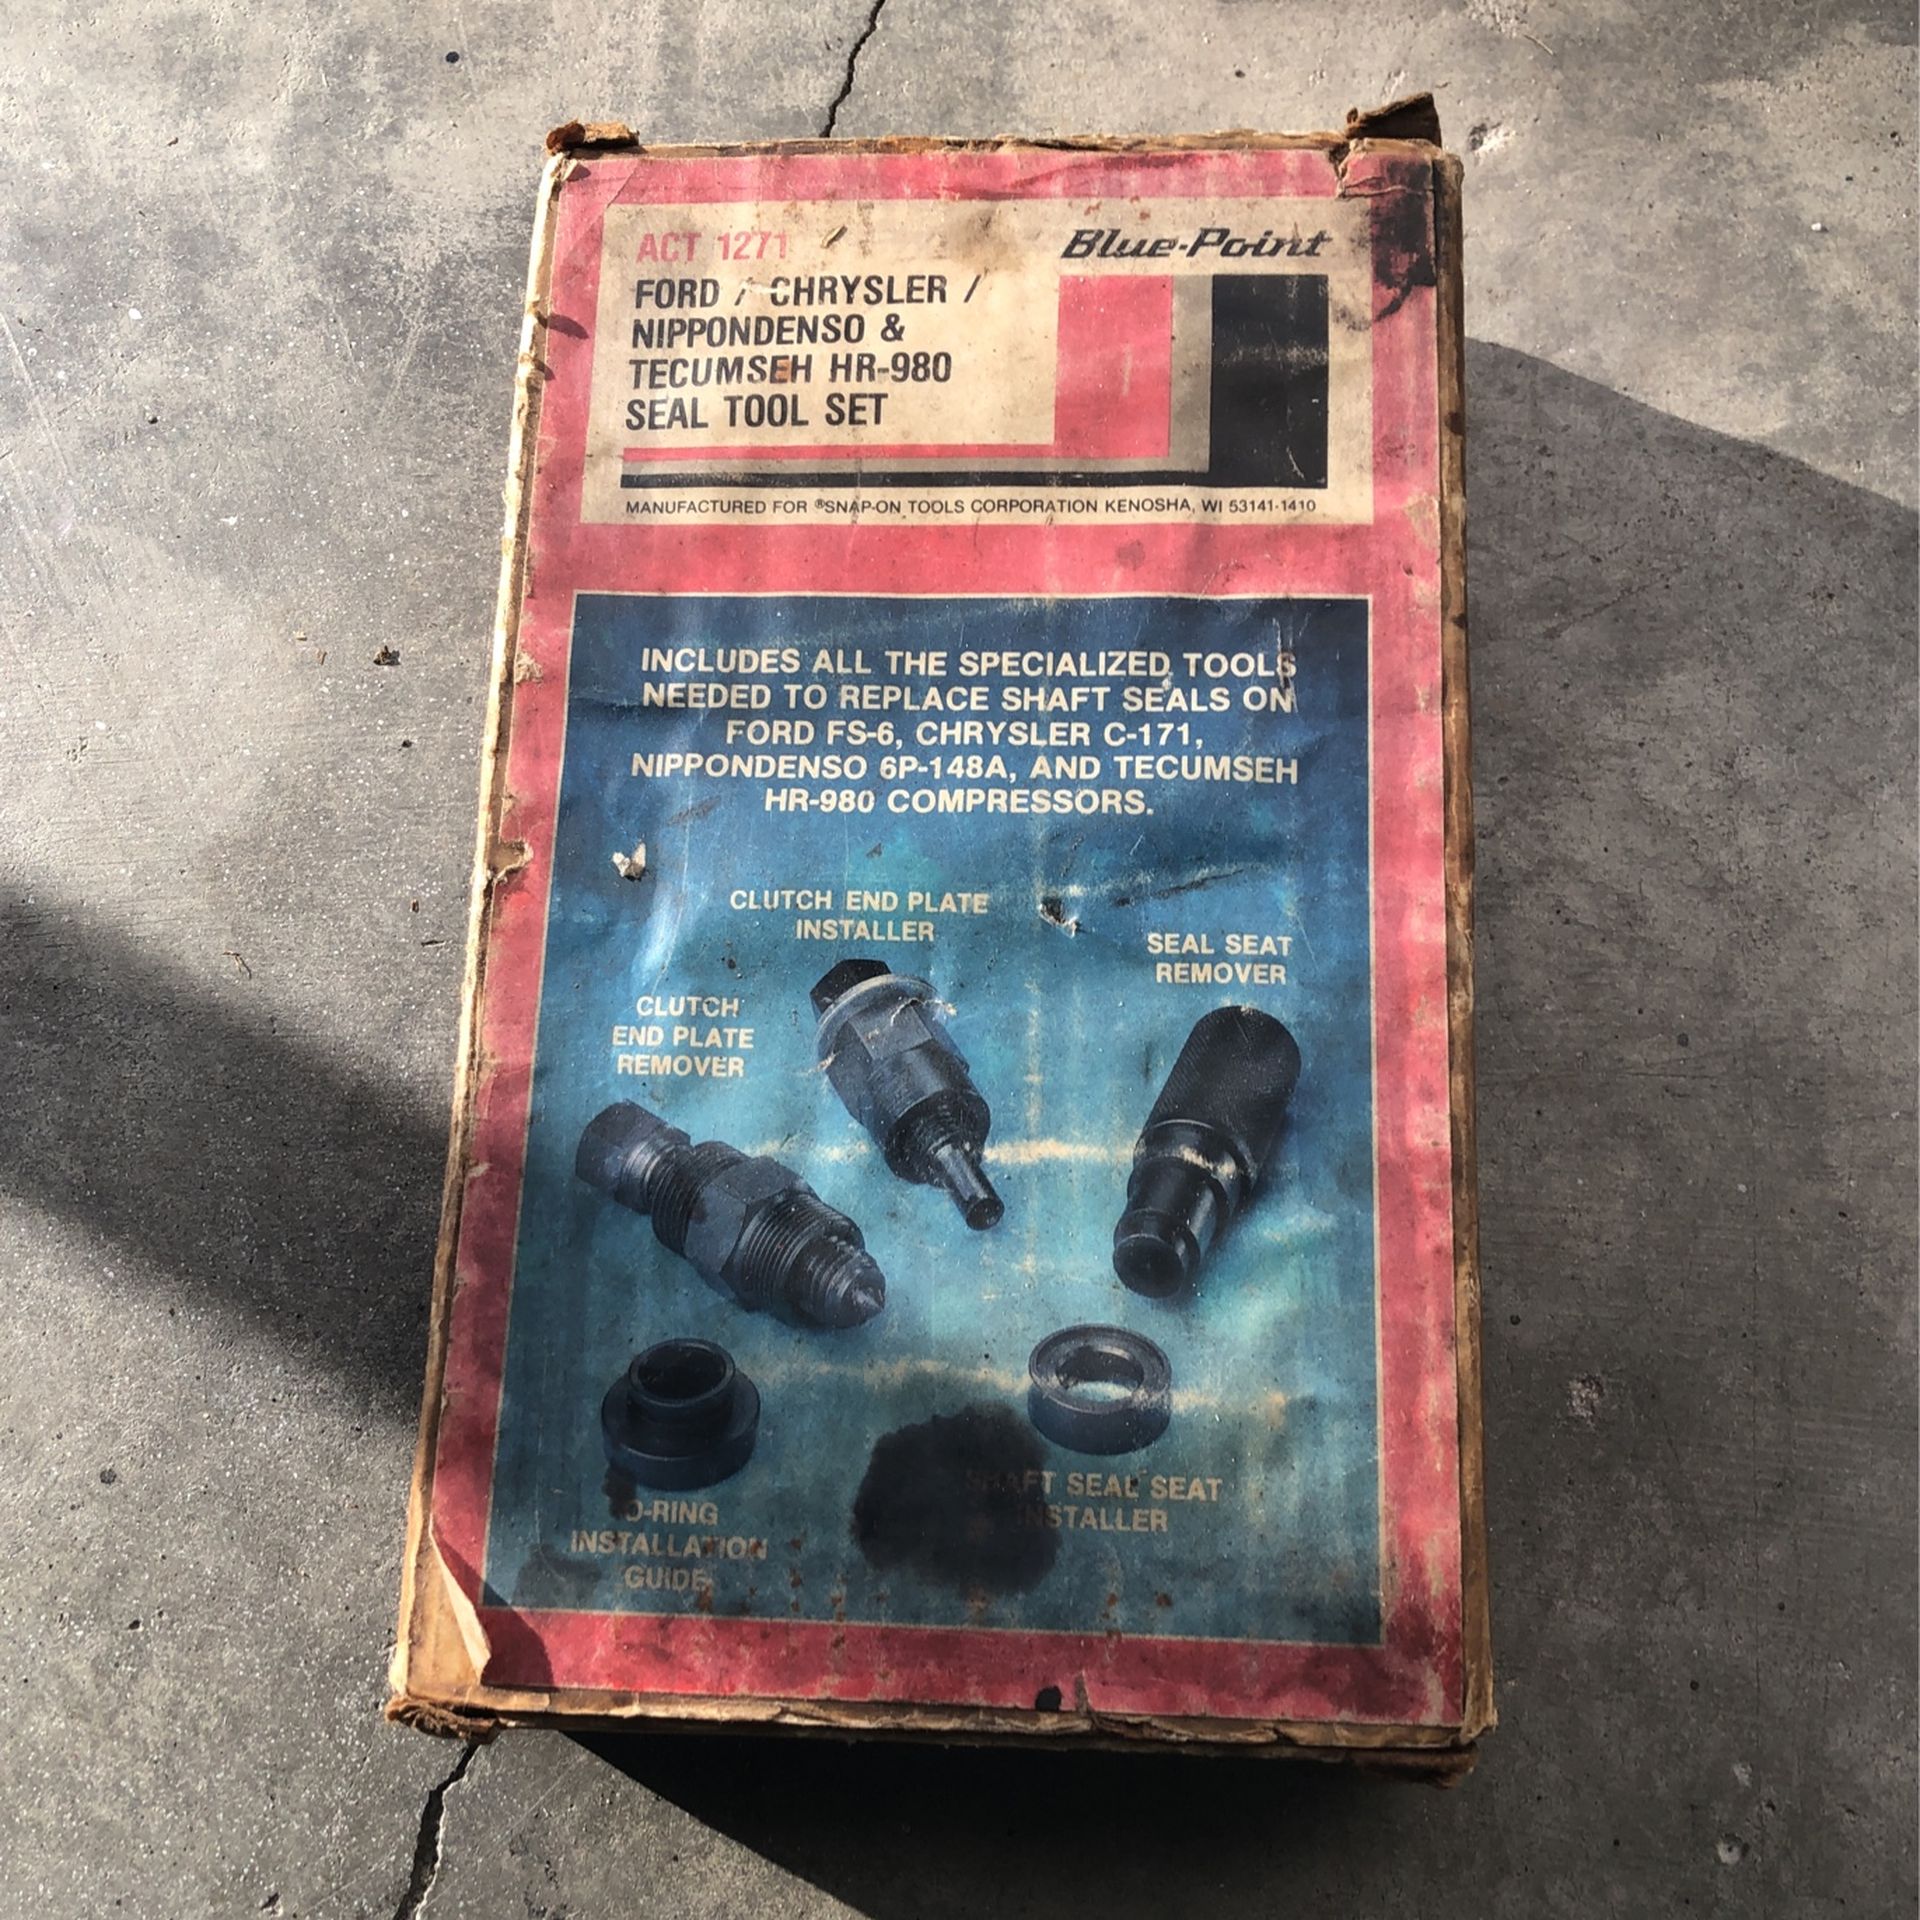 ACT 1271
Blue-Point
FORD / CHRYSLER /
NIPPONDENSO &
TECUMSEH HR-980
SEAL TOOL SET
MANUFACTURED FOR ®SNAP-ON TOOLS CORPORATION KENOSHA, WI 53141-1410
INCLUDES ALL THE SPECIALIZED TOOLS
NEEDED TO REPLACE SHAFT SEALS ON
FORD FS-6, CHRYSLER C-171,
NIPPONDENSO 6P-148A, AND TECUMSEH
HR-980 COMPRESSORS.
CLUTCH END PLATE
INSTALLER
SEAL SEAT
REMOVER
CLUTCH
END PLATE
REMOVER
SHAFT SEAL SEAT
INSTALLER
O-RING
INSTALLATION
GUIDE